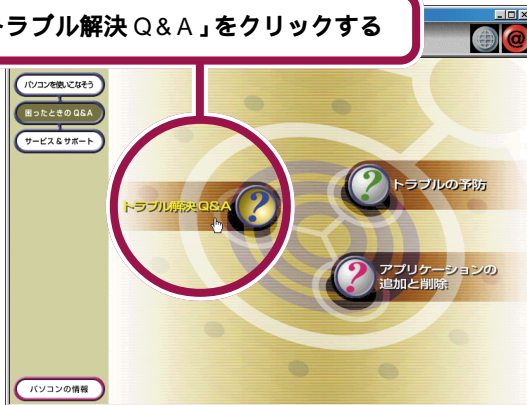 トラブル解決 Q&A」をクリックする
パソコンを使いこなそう
困ったときの Q&A
サービス & サポート
トラブル解決 Q&A
トラブルの予防
アプリケーションの
追加と削除
パソコンの情報